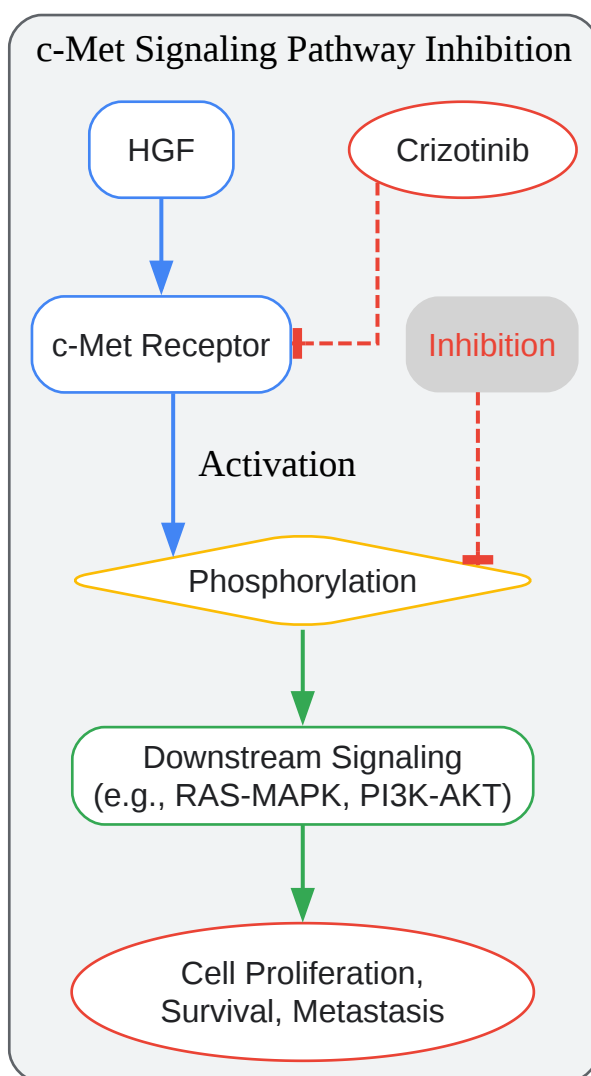 c-Met Signaling Pathway Inhibition
HGF
Crizotinib
c-Met Receptor
Inhibition
Activation
Phosphorylation
Downstream Signaling
(e.g., RAS-MAPK, PI3K-AKT)
Cell Proliferation,
Survival, Metastasis